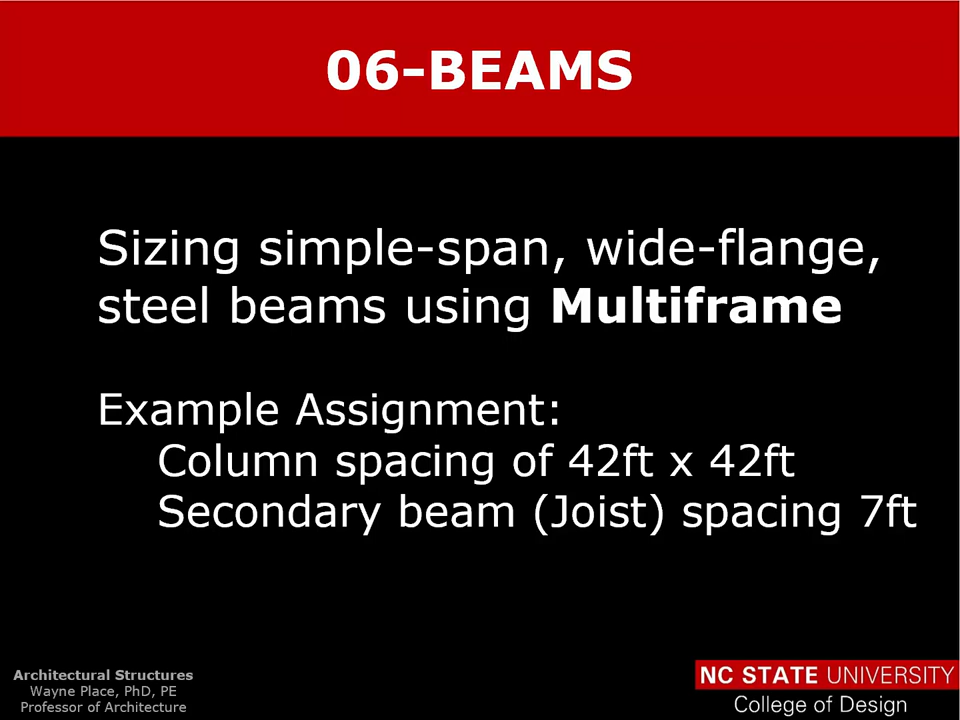 06-BEAMS
Sizing simple-span, wide-flange,
steel beams using Multiframe
Example Assignment:
Column spacing of 42ft x 42ft
Secondary beam (Joist) spacing 7ft
Architectural Structures
Wayne Place, PhD, PE
Professor of Architecture
NC STATE UNIVERSITY
College of Design